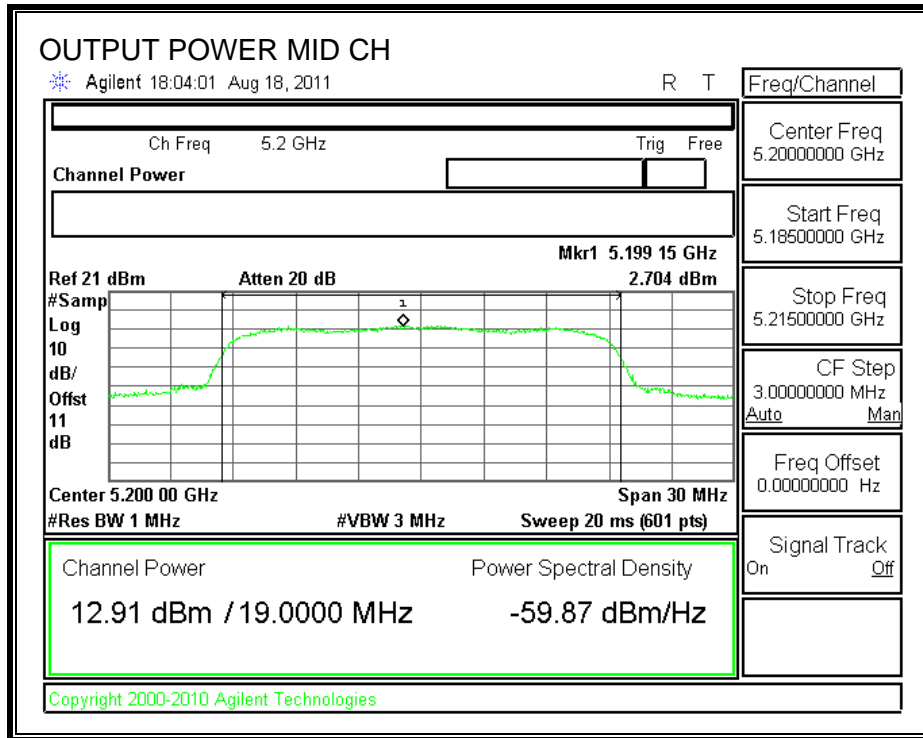 OUTPUT POWER MID CH
Agilent 18:04:01 Aug 18, 2011 R T
Ch Freq 5.2 GHz Trig Free
Channel Power
Mkr1 5.199 15 GHz
Ref 21 dBm Atten 20 dB 2.704 dBm
#Samp
Log
10
dB/
Offst
11
dB
1
Center 5.200 00 GHz Span 30 MHz
#Res BW 1 MHz #VBW 3 MHz Sweep 20 ms (601 pts)
Channel Power Power Spectral Density
12.91 dBm / 19.0000 MHz -59.87 dBm/Hz
Copyright 2000-2010 Agilent Technologies
Freq/Channel
Center Freq
5.20000000 GHz
Start Freq
5.18500000 GHz
Stop Freq
5.21500000 GHz
CF Step
3.00000000 MHz
Auto Man
Freq Offset
0.00000000 Hz
Signal Track
On Off